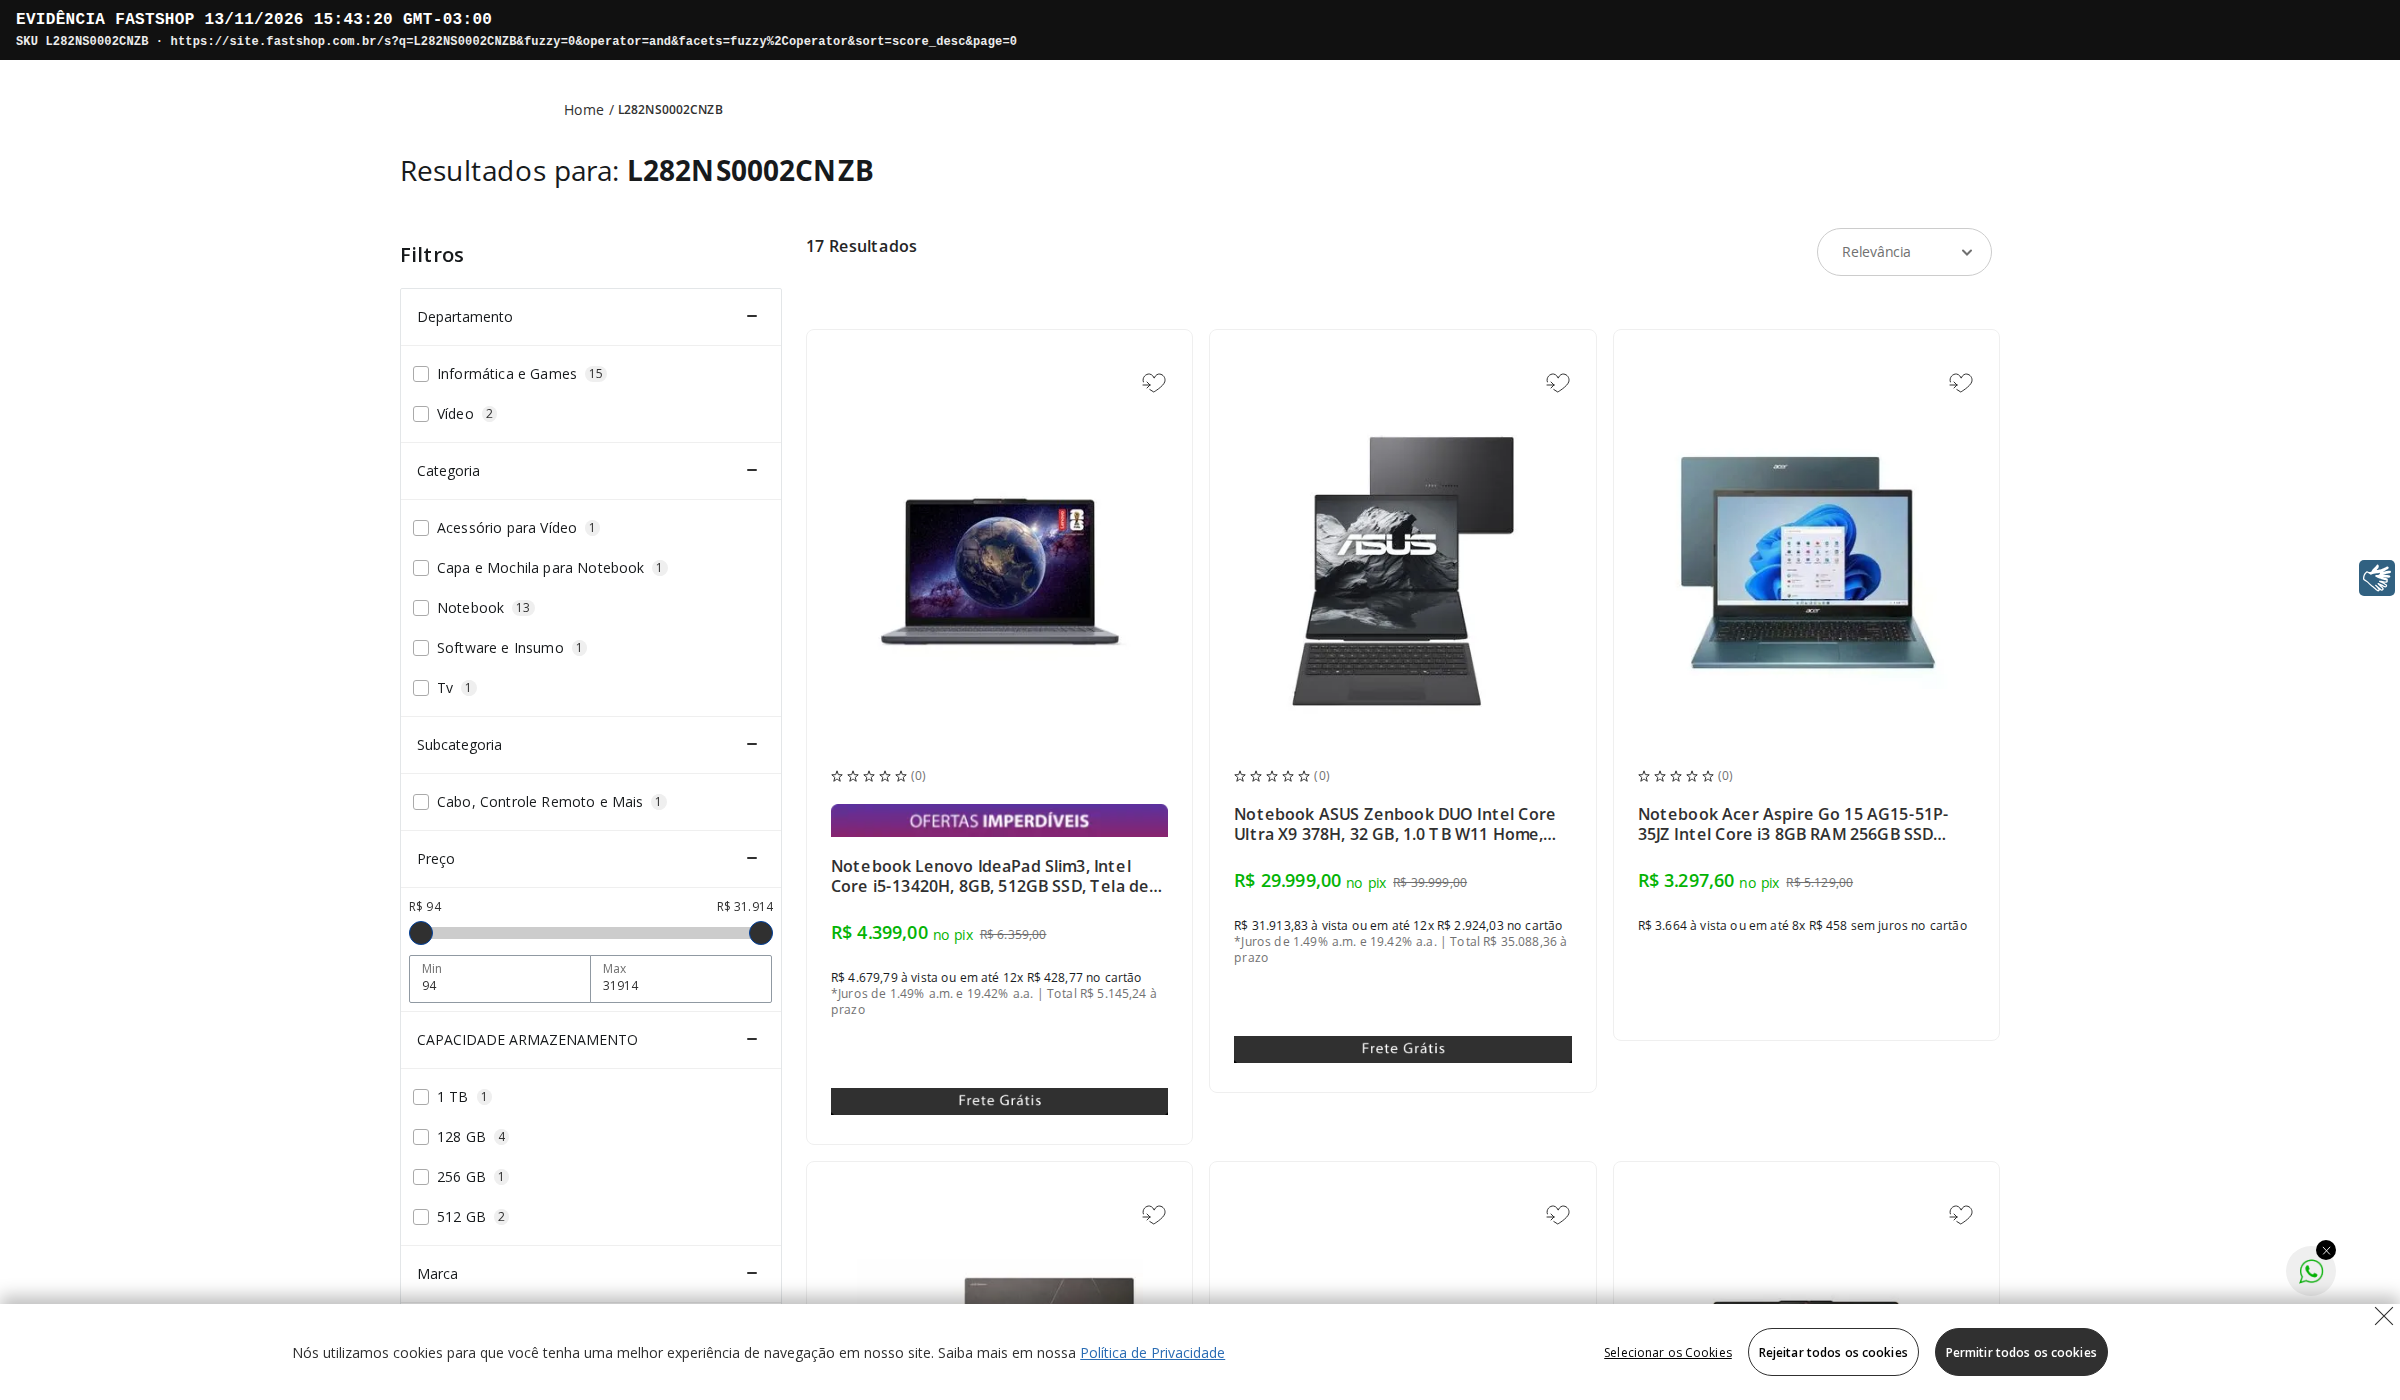 EVIDÊNCIA FASTSHOP 13/11/2026 15:43:20 GMT-03:00
SKU L282NS0002CNZB · https://site.fastshop.com.br/s?q=L282NS0002CNZB&fuzzy=0&operator=and&facets=fuzzy%2Coperator&sort=score_desc&page=0
Home / L282NS0002CNZB
Resultados para: L282NS0002CNZB
Filtros
17 Resultados
Relevância
Departamento
Informática e Games 15
Vídeo 2
Categoria
Acessório para Vídeo 1
Capa e Mochila para Notebook 1
Notebook 13
Software e Insumo 1
Tv 1
Subcategoria
Cabo, Controle Remoto e Mais 1
Preço
R$ 94 R$ 31.914
Min Max
94 31914
CAPACIDADE ARMAZENAMENTO
1 TB 1
128 GB 4
256 GB 1
512 GB 2
Marca
Lenovo
(0)
OFERTAS IMPERDÍVEIS
Notebook Lenovo IdeaPad Slim3, Intel
Core i5-13420H, 8GB, 512GB SSD, Tela de...
R$ 4.399,00 no pix R$ 6.359,00
R$ 4.679,79 à vista ou em até 12x R$ 428,77 no cartão
*Juros de 1.49% a.m. e 19.42% a.a. | Total R$ 5.145,24 à
prazo
Frete Grátis
ASUS
(0)
Notebook ASUS Zenbook DUO Intel Core
Ultra X9 378H, 32 GB, 1.0 TB W11 Home,...
R$ 29.999,00 no pix R$ 39.999,00
R$ 31.913,83 à vista ou em até 12x R$ 2.924,03 no cartão
*Juros de 1.49% a.m. e 19.42% a.a. | Total R$ 35.088,36 à
prazo
Frete Grátis
acer
acer
(0)
Notebook Acer Aspire Go 15 AG15-51P-
35JZ Intel Core i3 8GB RAM 256GB SSD...
R$ 3.297,60 no pix R$ 5.129,00
R$ 3.664 à vista ou em até 8x R$ 458 sem juros no cartão
Nós utilizamos cookies para que você tenha uma melhor experiência de navegação em nosso site. Saiba mais em nossa Política de Privacidade
Selecionar os Cookies
Rejeitar todos os cookies
Permitir todos os cookies